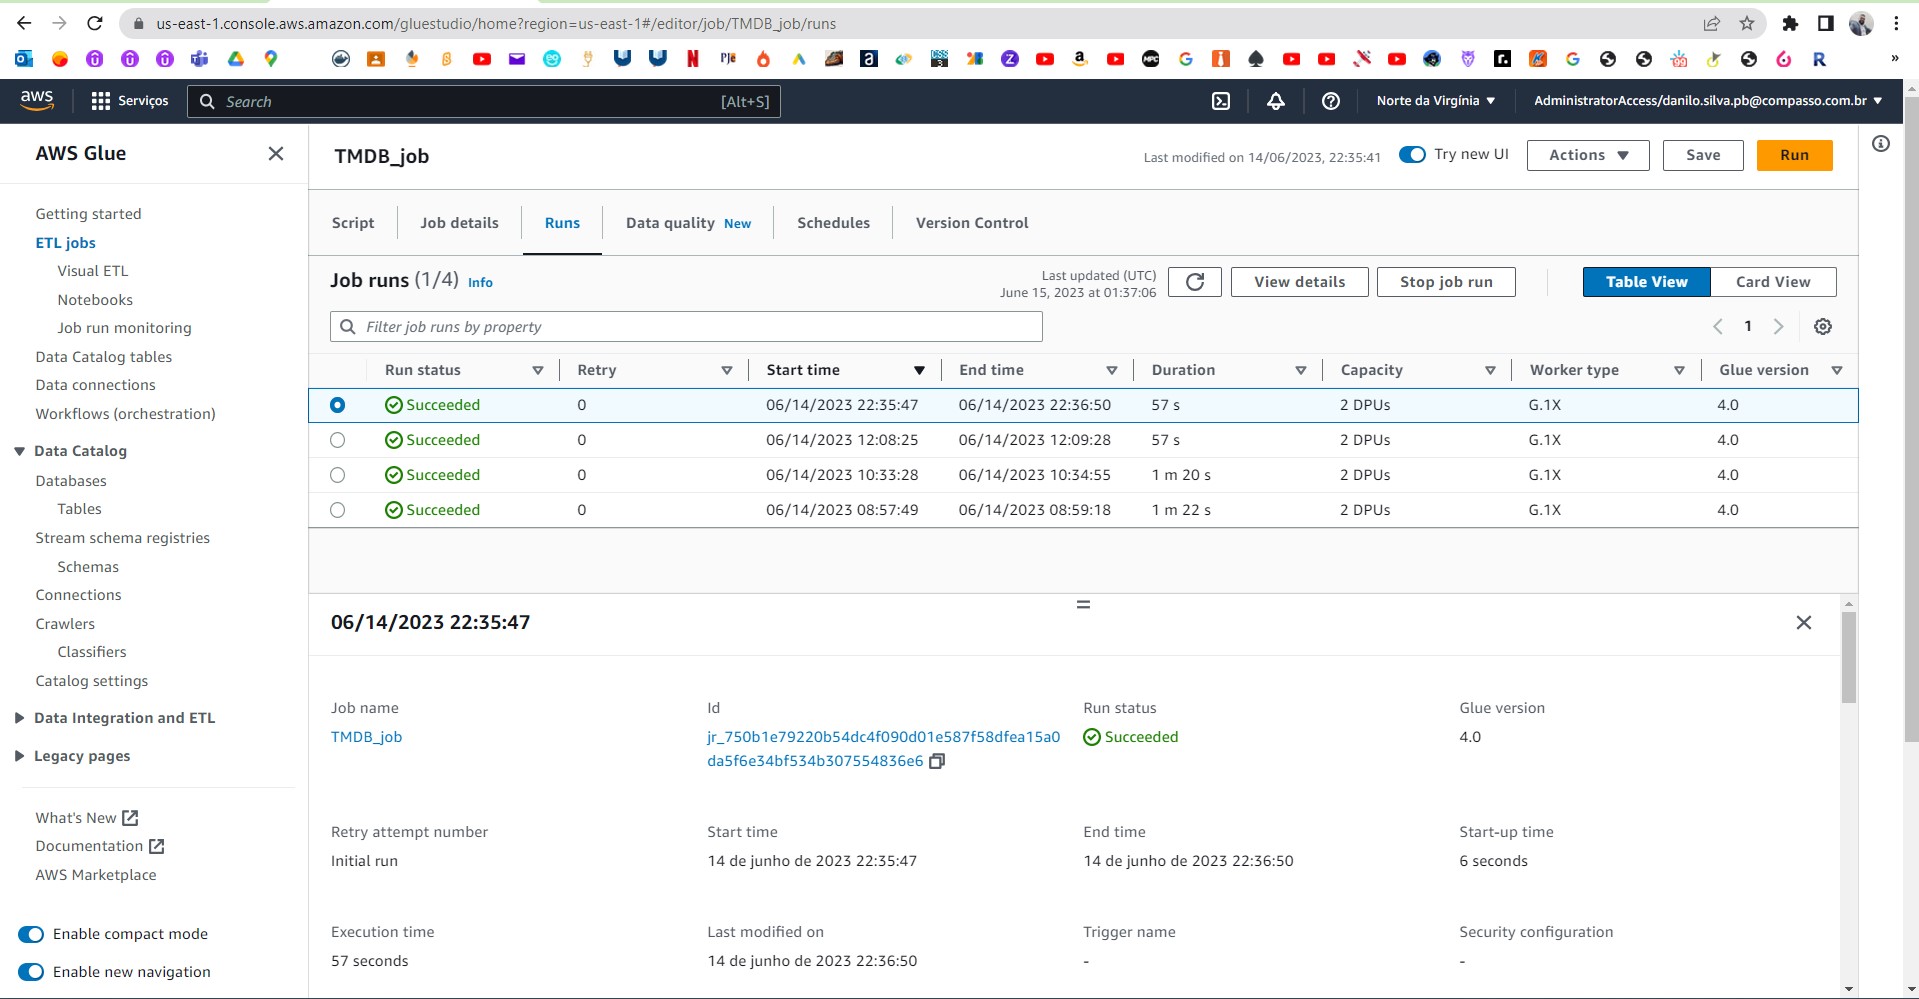 us-east-1.console.aws.amazon.com/gluestudio/home?region=us-east-1#/editor/job/TMDB_job/runs
aws
Serviços
Search
[Alt+S]
Norte da Virgínia
AdministratorAccess/danilo.silva.pb@compasso.com.br
AWS Glue
Getting started
ETL jobs
Visual ETL
Notebooks
Job run monitoring
Data Catalog tables
Data connections
Workflows (orchestration)
Data Catalog
Databases
Tables
Stream schema registries
Schemas
Connections
Crawlers
Classifiers
Catalog settings
Data Integration and ETL
Legacy pages
What's New
Documentation
AWS Marketplace
Enable compact mode
Enable new navigation
TMDB_job
Last modified on 14/06/2023, 22:35:41
Try new UI
Actions
Save
Run
Script
Job details
Runs
Data quality New
Schedules
Version Control
Job runs (1/4) Info
Last updated (UTC)
June 15, 2023 at 01:37:06
View details
Stop job run
Table View
Card View
Filter job runs by property
1
Run status Retry Start time End time Duration Capacity Worker type Glue version
Succeeded 0 06/14/2023 22:35:47 06/14/2023 22:36:50 57 s 2 DPUs G.1X 4.0
Succeeded 0 06/14/2023 12:08:25 06/14/2023 12:09:28 57 s 2 DPUs G.1X 4.0
Succeeded 0 06/14/2023 10:33:28 06/14/2023 10:34:55 1 m 20 s 2 DPUs G.1X 4.0
Succeeded 0 06/14/2023 08:57:49 06/14/2023 08:59:18 1 m 22 s 2 DPUs G.1X 4.0
06/14/2023 22:35:47
Job name
TMDB_job
Id
jr_750b1e79220b54dc4f090d01e587f58dfea15a0
da5f6e34bf534b307554836e6
Run status
Succeeded
Glue version
4.0
Retry attempt number
Initial run
Start time
14 de junho de 2023 22:35:47
End time
14 de junho de 2023 22:36:50
Start-up time
6 seconds
Execution time
57 seconds
Last modified on
14 de junho de 2023 22:36:50
Trigger name
-
Security configuration
-